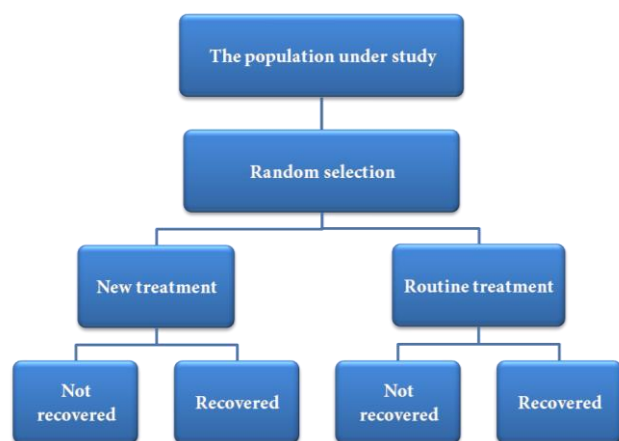 The population under study
Random selection
New treatment
Routine treatment
Not
recovered
Recovered
Not
recovered
Recovered